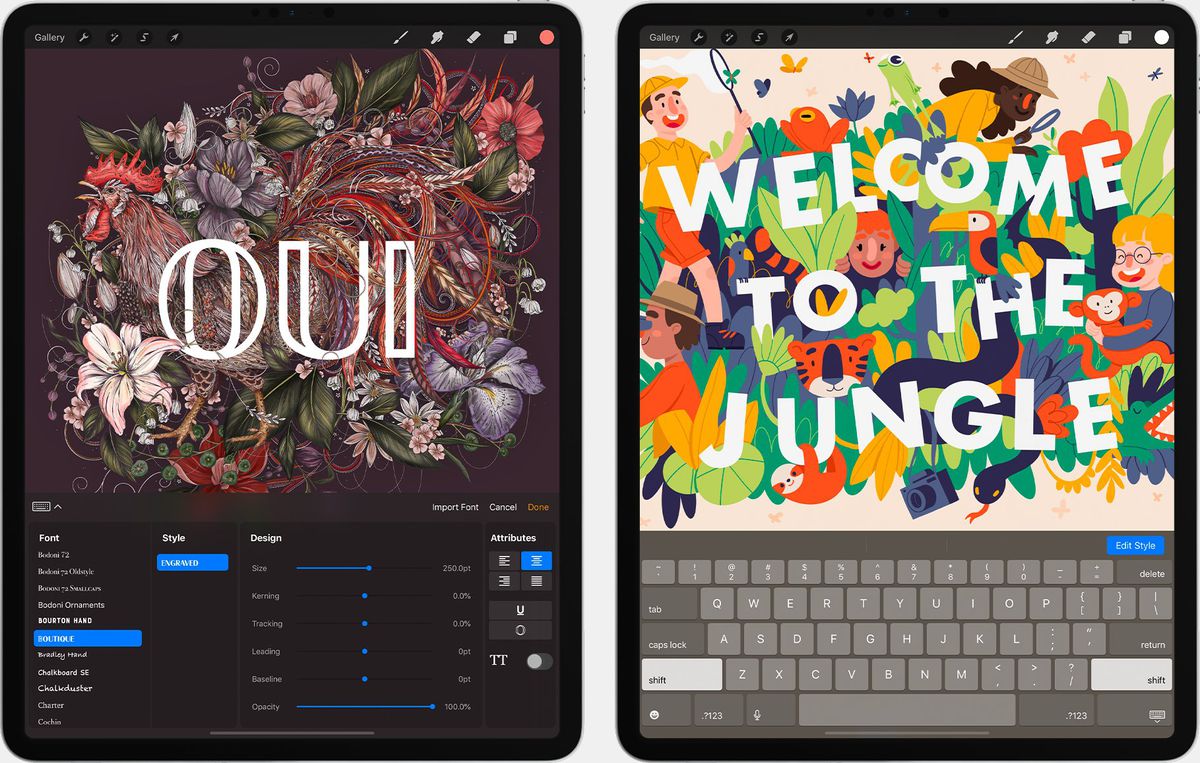 Gallery
OUI
Import Font Cancel Done
Font
Bodoni 72
Bodoni 72 Oldstyle
Bodoni 72 Smallcaps
Bodoni Ornaments
BOURTON HAND
BOUTIQUE
Bradley Hand
Chalkboard SE
Chalkduster
Charter
Cochin
Style
ENGRAVED
Design
Size 250.0pt
Kerning 0.0%
Tracking 0.0%
Leading 0pt
Baseline 0pt
Opacity 100.0%
Attributes
U
O
TT
Gallery
WELCOME
TO THE
JUNGLE
Edit Style
~ ! @ # $ % ^ & * ( ) _ +
` 1 2 3 4 5 6 7 8 9 0 - = delete
tab Q W E R T Y U I O P { [ } ] | \
caps lock A S D F G H J K L : ; " ' return
shift Z X C V B N M < , > . ? / shift
.?123 .?123